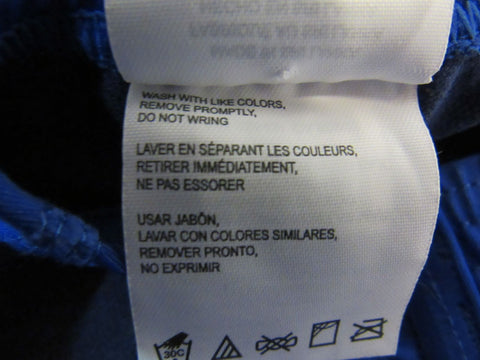 WASH WITH LIKE COLORS,
REMOVE PROMPTLY,
DO NOT WRING
LAVER EN SÉPARANT LES COULEURS,
RETIRER IMMÉDIATEMENT,
NE PAS ESSORER
USAR JABÔN,
LAVAR CON COLORES SIMILARES,
REMOVER PRONTO,
NO EXPRIMIR
30C